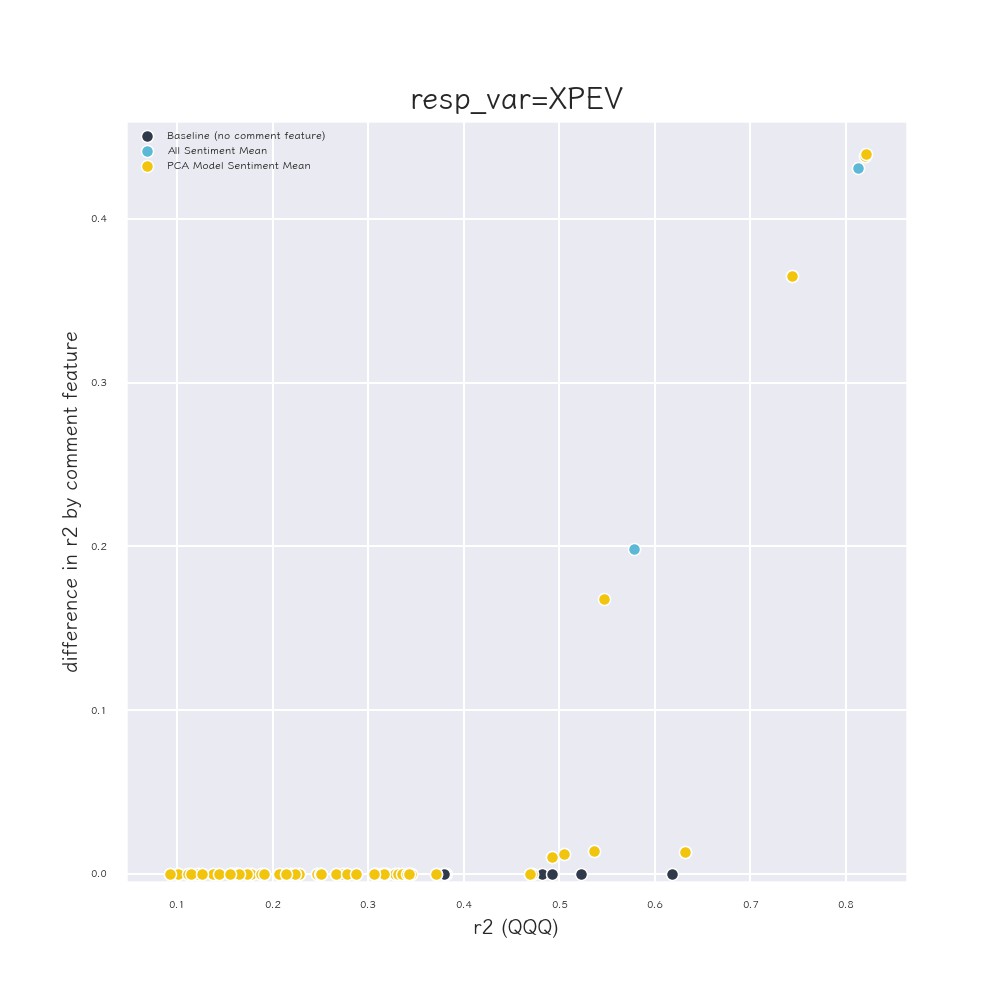 resp_var=XPEV
Baseline (no comment feature)
All Sentiment Mean
PCA Model Sentiment Mean
difference in r2 by comment feature
0.4
0.3
0.2
0.1
0.0
0.1 0.2 0.3 0.4 0.5 0.6 0.7 0.8
r2 (QQQ)